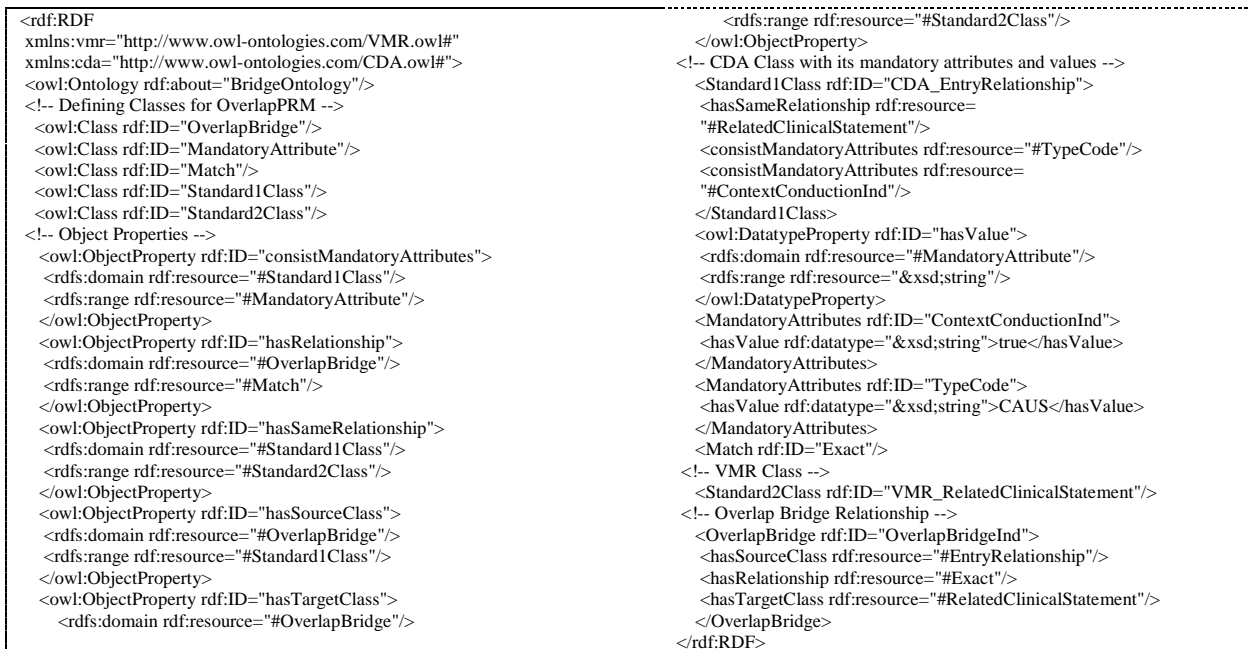 <rdf:RDF
xmlns:vmr="http://www.owl-ontologies.com/VMR.owl#"
xmlns:cda="http://www.owl-ontologies.com/CDA.owl#">
<owl:Ontology rdf:about="BridgeOntology"/>
<!-- Defining Classes for OverlapPRM -->
<owl:Class rdf:ID="OverlapBridge"/>
<owl:Class rdf:ID="MandatoryAttribute"/>
<owl:Class rdf:ID="Match"/>
<owl:Class rdf:ID="Standard1Class"/>
<owl:Class rdf:ID="Standard2Class"/>
<!-- Object Properties -->
<owl:ObjectProperty rdf:ID="consistMandatoryAttributes">
<rdfs:domain rdf:resource="#Standard1Class"/>
<rdfs:range rdf:resource="#MandatoryAttribute"/>
</owl:ObjectProperty>
<owl:ObjectProperty rdf:ID="hasRelationship">
<rdfs:domain rdf:resource="#OverlapBridge"/>
<rdfs:range rdf:resource="#Match"/>
</owl:ObjectProperty>
<owl:ObjectProperty rdf:ID="hasSameRelationship">
<rdfs:domain rdf:resource="#Standard1Class"/>
<rdfs:range rdf:resource="#Standard2Class"/>
</owl:ObjectProperty>
<owl:ObjectProperty rdf:ID="hasSourceClass">
<rdfs:domain rdf:resource="#OverlapBridge"/>
<rdfs:range rdf:resource="#Standard1Class"/>
</owl:ObjectProperty>
<owl:ObjectProperty rdf:ID="hasTargetClass">
<rdfs:domain rdf:resource="#OverlapBridge"/>
<rdfs:range rdf:resource="#Standard2Class"/>
</owl:ObjectProperty>
<!-- CDA Class with its mandatory attributes and values -->
<Standard1Class rdf:ID="CDA_EntryRelationship">
<hasSameRelationship rdf:resource=
"#RelatedClinicalStatement"/>
<consistMandatoryAttributes rdf:resource="#TypeCode"/>
<consistMandatoryAttributes rdf:resource=
"#ContextConductionInd"/>
</Standard1Class>
<owl:DatatypeProperty rdf:ID="hasValue">
<rdfs:domain rdf:resource="#MandatoryAttribute"/>
<rdfs:range rdf:resource="&xsd;string"/>
</owl:DatatypeProperty>
<MandatoryAttributes rdf:ID="ContextConductionInd">
<hasValue rdf:datatype="&xsd;string">true</hasValue>
</MandatoryAttributes>
<MandatoryAttributes rdf:ID="TypeCode">
<hasValue rdf:datatype="&xsd;string">CAUS</hasValue>
</MandatoryAttributes>
<Match rdf:ID="Exact"/>
<!-- VMR Class -->
<Standard2Class rdf:ID="VMR_RelatedClinicalStatement"/>
<!-- Overlap Bridge Relationship -->
<OverlapBridge rdf:ID="OverlapBridgeInd">
<hasSourceClass rdf:resource="#EntryRelationship"/>
<hasRelationship rdf:resource="#Exact"/>
<hasTargetClass rdf:resource="#RelatedClinicalStatement"/>
</OverlapBridge>
</rdf:RDF>